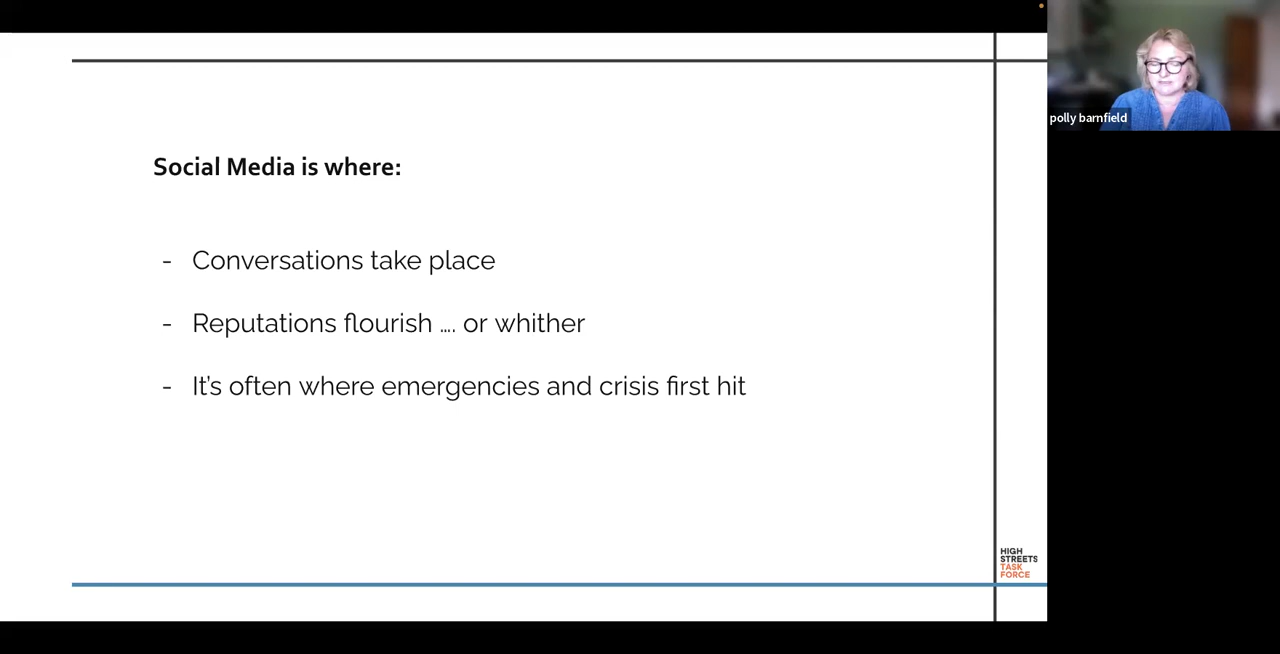 Social Media is where:
- Conversations take place
- Reputations flourish .... or whither
- It's often where emergencies and crisis first hit
polly barnfield
HIGH
STREETS
TASK
FORCE